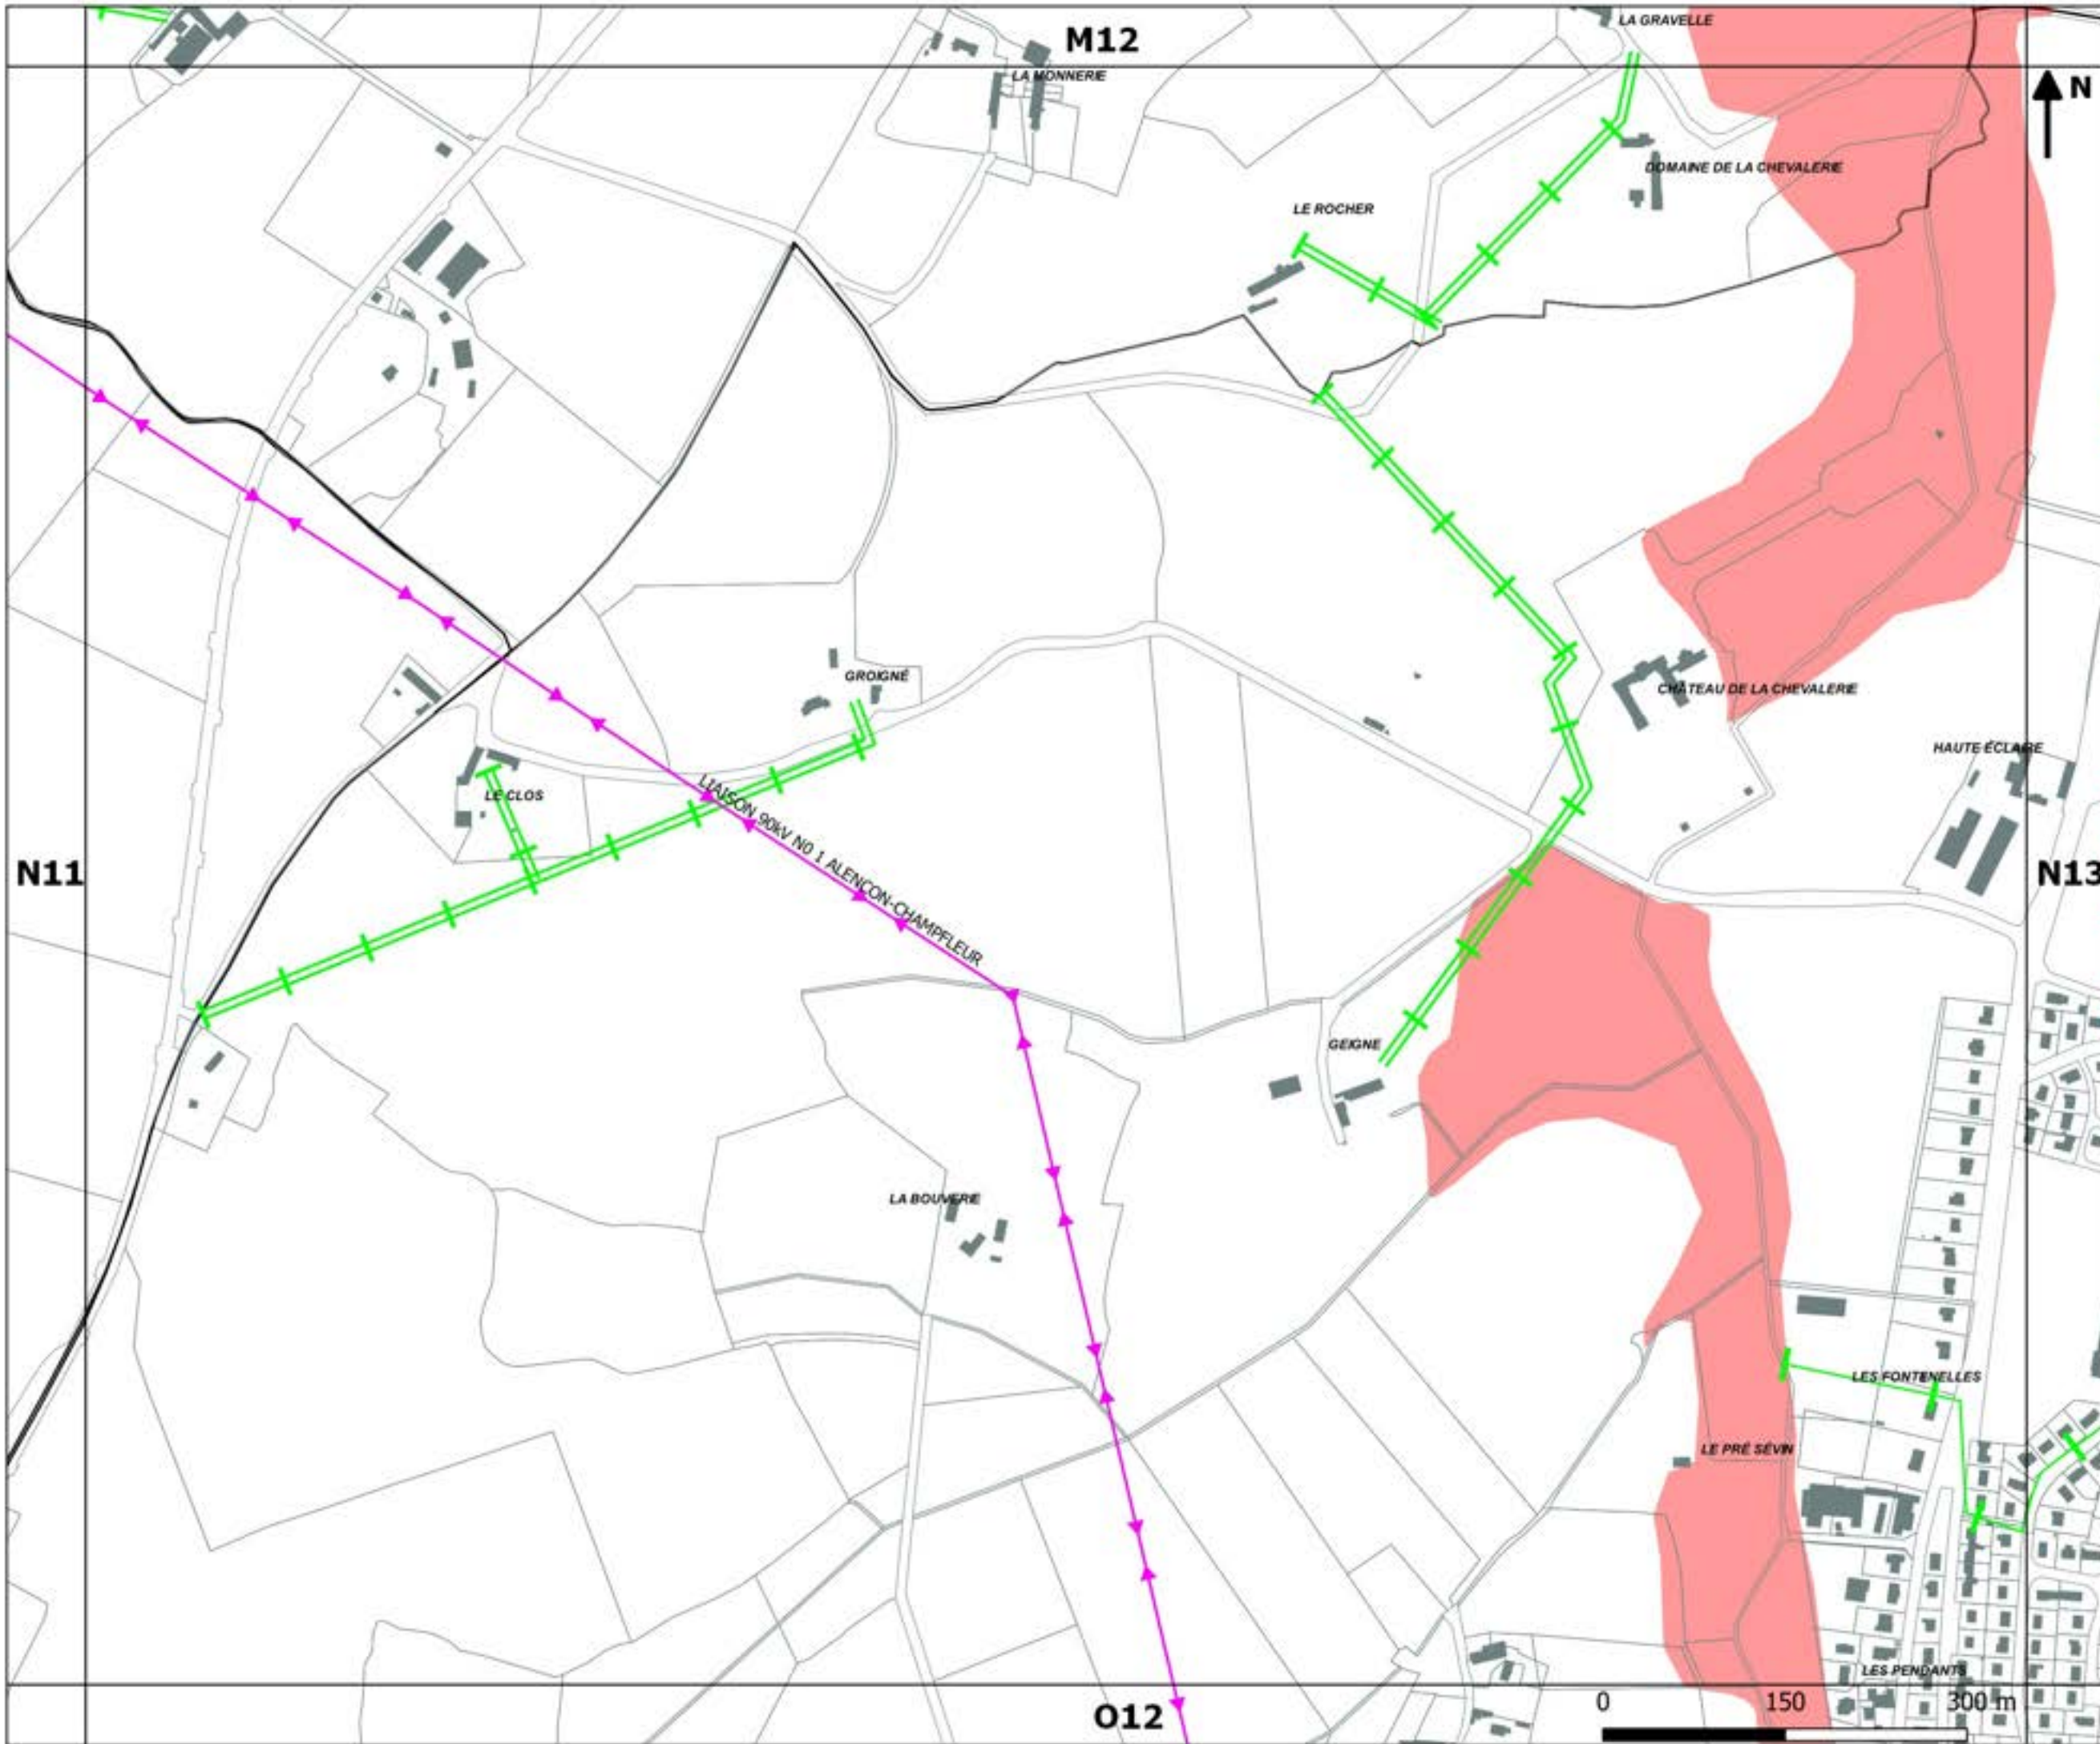 LA GRAVELLE
M12
LA MONNERIE
N
DOMAINE DE LA CHEVALERIE
LE ROCHER
GROIGNÉ
CHÂTEAU DE LA CHEVALERIE
HAUTE ÉCLAIRE
LE CLOS
LIAISON 90kV N0 1 ALENCON-CHAMPFLEUR
N11
N13
GEIGNE
LA BOUVERIE
LES FONTENELLES
LE PRÉ SÉVIN
LES PENDANTS
O12
0 150 300 m